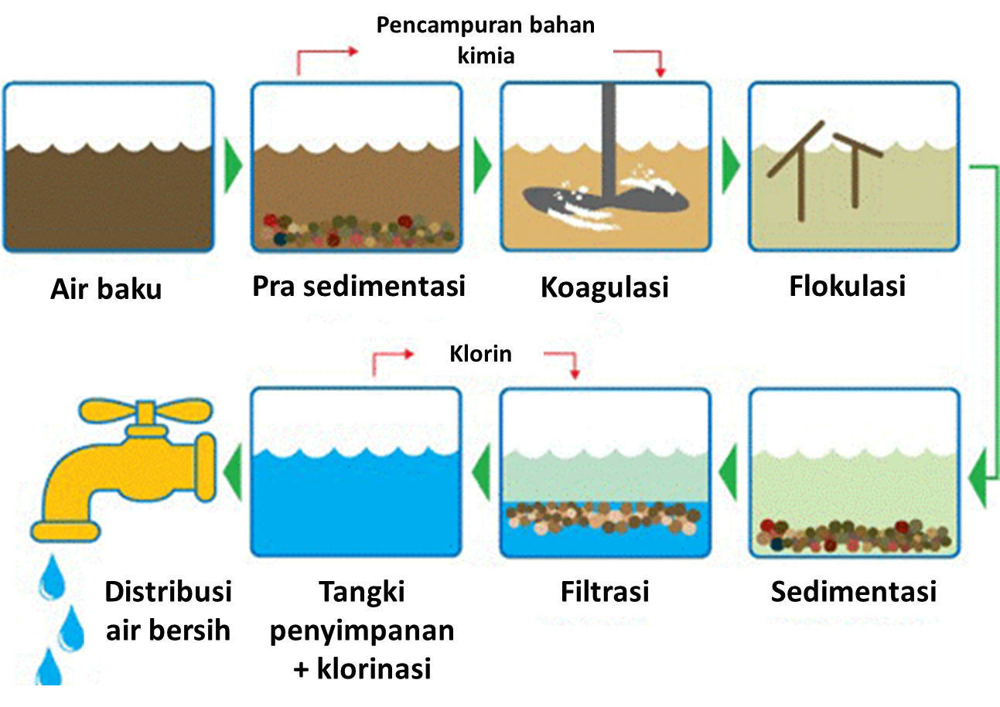 Pencampuran bahan
kimia
Air baku
Pra sedimentasi
Koagulasi
Flokulasi
Klorin
Distribusi
air bersih
Tangki
penyimpanan
+ klorinasi
Filtrasi
Sedimentasi